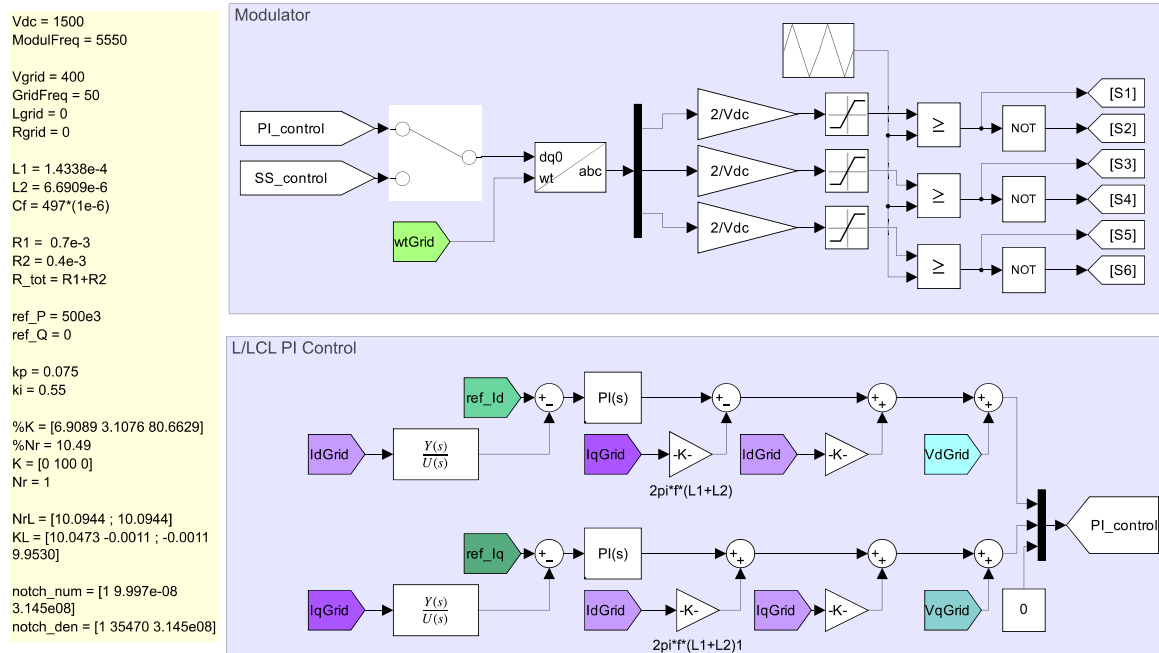 Vdc = 1500
ModulFreq = 5550
Vgrid = 400
GridFreq = 50
Lgrid = 0
Rgrid = 0
L1 = 1.4338e-4
L2 = 6.6909e-6
Cf = 497*(1e-6)
R1 =  0.7e-3
R2 = 0.4e-3
R_tot = R1+R2
ref_P = 500e3
ref_Q = 0
kp = 0.075
ki = 0.55
%K = [6.9089 3.1076 80.6629]
%Nr = 10.49
K = [0 100 0]
Nr = 1
NrL = [10.0944 ; 10.0944]
KL = [10.0473 -0.0011 ; -0.0011
9.9530]
notch_num = [1 9.997e-08
3.145e08]
notch_den = [1 35470 3.145e08]
Modulator
PI_control
SS_control
wtGrid
dq0
wt
abc
2/Vdc
2/Vdc
2/Vdc
≥
≥
≥
NOT
NOT
NOT
[S1]
[S2]
[S3]
[S4]
[S5]
[S6]
L/LCL PI Control
ref_Id
+
−
PI(s)
+
−
+
+
+
+
IdGrid
Y(s)
U(s)
IqGrid
-K-
IdGrid
-K-
VdGrid
2pi*f*(L1+L2)
PI_control
ref_Iq
+
−
PI(s)
+
+
+
+
+
+
IqGrid
Y(s)
U(s)
IdGrid
-K-
IqGrid
-K-
VqGrid
0
2pi*f*(L1+L2)1